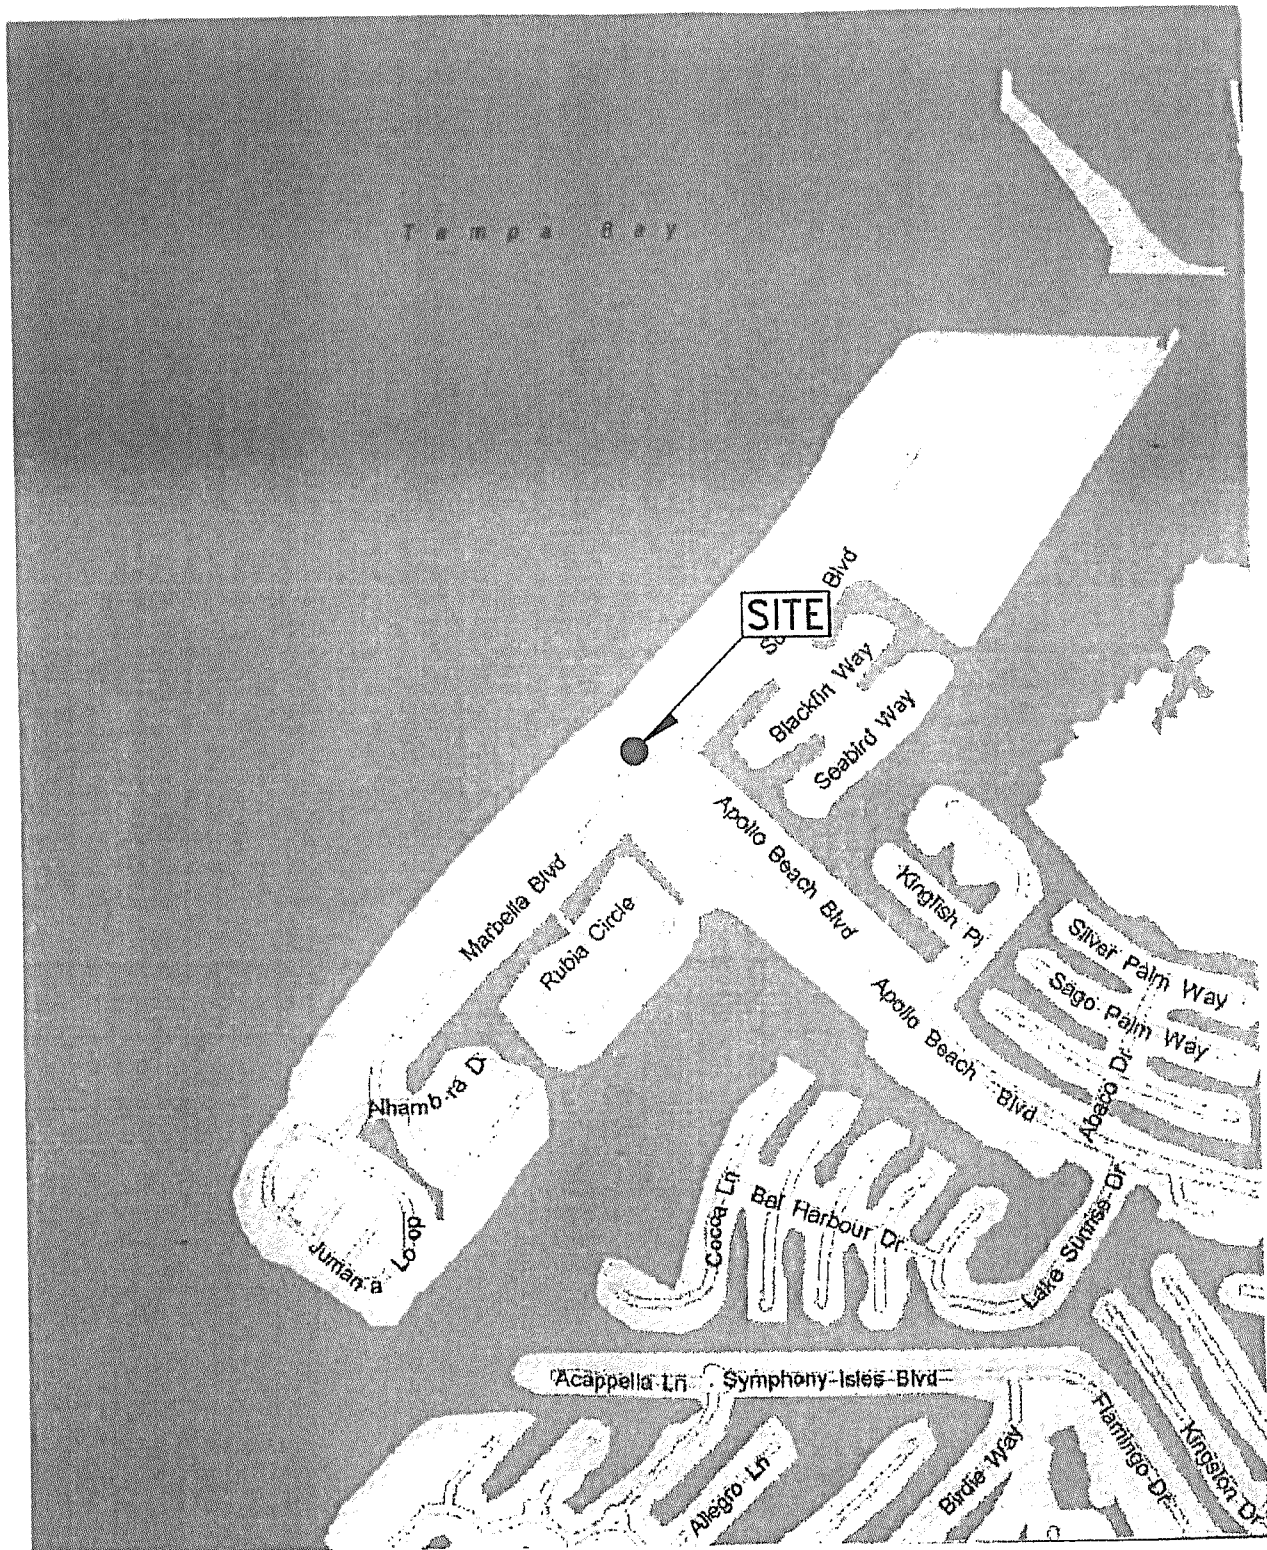 Tampa Bay
Blvd
SITE
Blackfin Way
Seabird Way
Apollo Beach Blvd
Kingfish Pl
Marbella Blvd
Rubia Circle
Silver Palm Way
Sago Palm Way
Apollo Beach Blvd
Abaco Dr
Alhambra Dr
Cocoa Ln
Bal Harbour Dr
Lake Sunrise Dr
Jumanra Loop
Acappella Ln
Symphony Isles Blvd
Flamingo Dr
Kingston Dr
Birdie Way
Allegro Ln